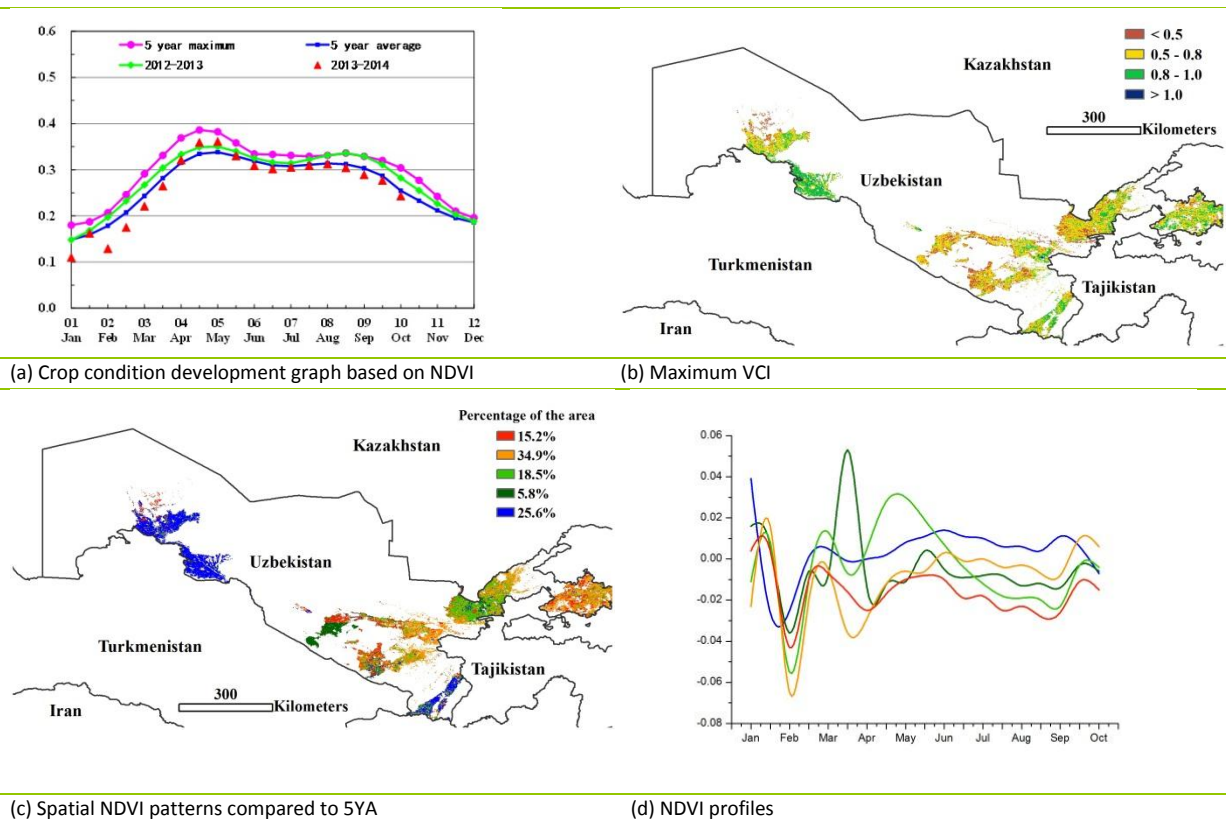 0.6
0.5
0.4
0.3
0.2
0.1
0.0
5 year maximum
5 year average
2012-2013
2013-2014
01 02 03 04 05 06 07 08 09 10 11 12
Jan Feb Mar Apr May Jun Jul Aug Sep Oct Nov Dec
(a) Crop condition development graph based on NDVI
< 0.5
0.5 - 0.8
0.8 - 1.0
> 1.0
Kazakhstan
300
Kilometers
Uzbekistan
Turkmenistan
Tajikistan
Iran
(b) Maximum VCI
Percentage of the area
15.2%
34.9%
18.5%
5.8%
25.6%
Kazakhstan
Uzbekistan
Turkmenistan
Tajikistan
300
Iran
Kilometers
(c) Spatial NDVI patterns compared to 5YA
0.06
0.04
0.02
0.00
-0.02
-0.04
-0.06
-0.08
Jan Feb Mar Apr May Jun Jul Aug Sep Oct
(d) NDVI profiles